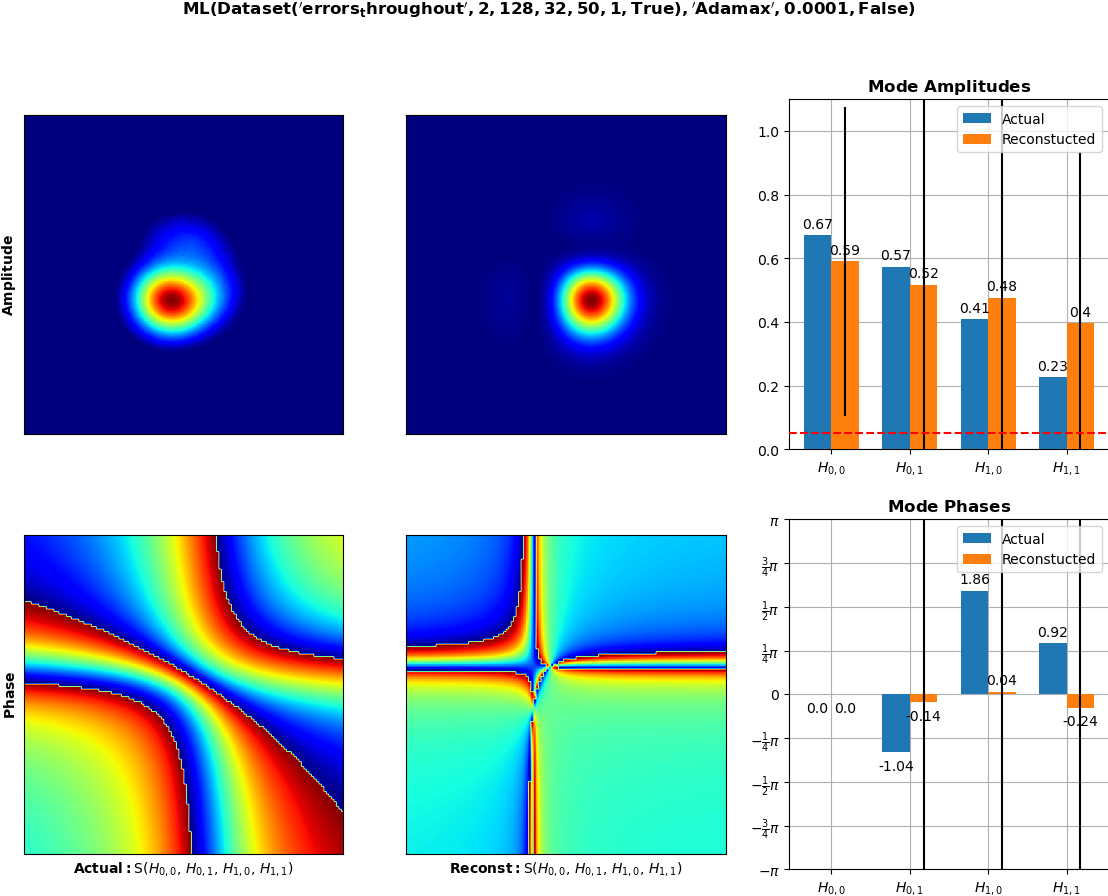 ML(Dataset('errors_throughout', 2, 128, 32, 50, 1, True), 'Adamax', 0.0001, False)
Amplitude
Mode Amplitudes
Actual
Reconstucted
1.0
0.8
0.6
0.4
0.2
0.0
0.67
0.59
0.57
0.52
0.41
0.48
0.23
0.4
H0,0
H0,1
H1,0
H1,1
Phase
Actual: S(H0,0, H0,1, H1,0, H1,1)
Reconst: S(H0,0, H0,1, H1,0, H1,1)
Mode Phases
Actual
Reconstucted
π
3/4π
1/2π
1/4π
0
−1/4π
−1/2π
−3/4π
−π
0.0
0.0
-1.04
-0.14
1.86
0.04
0.92
-0.24
H0,0
H0,1
H1,0
H1,1